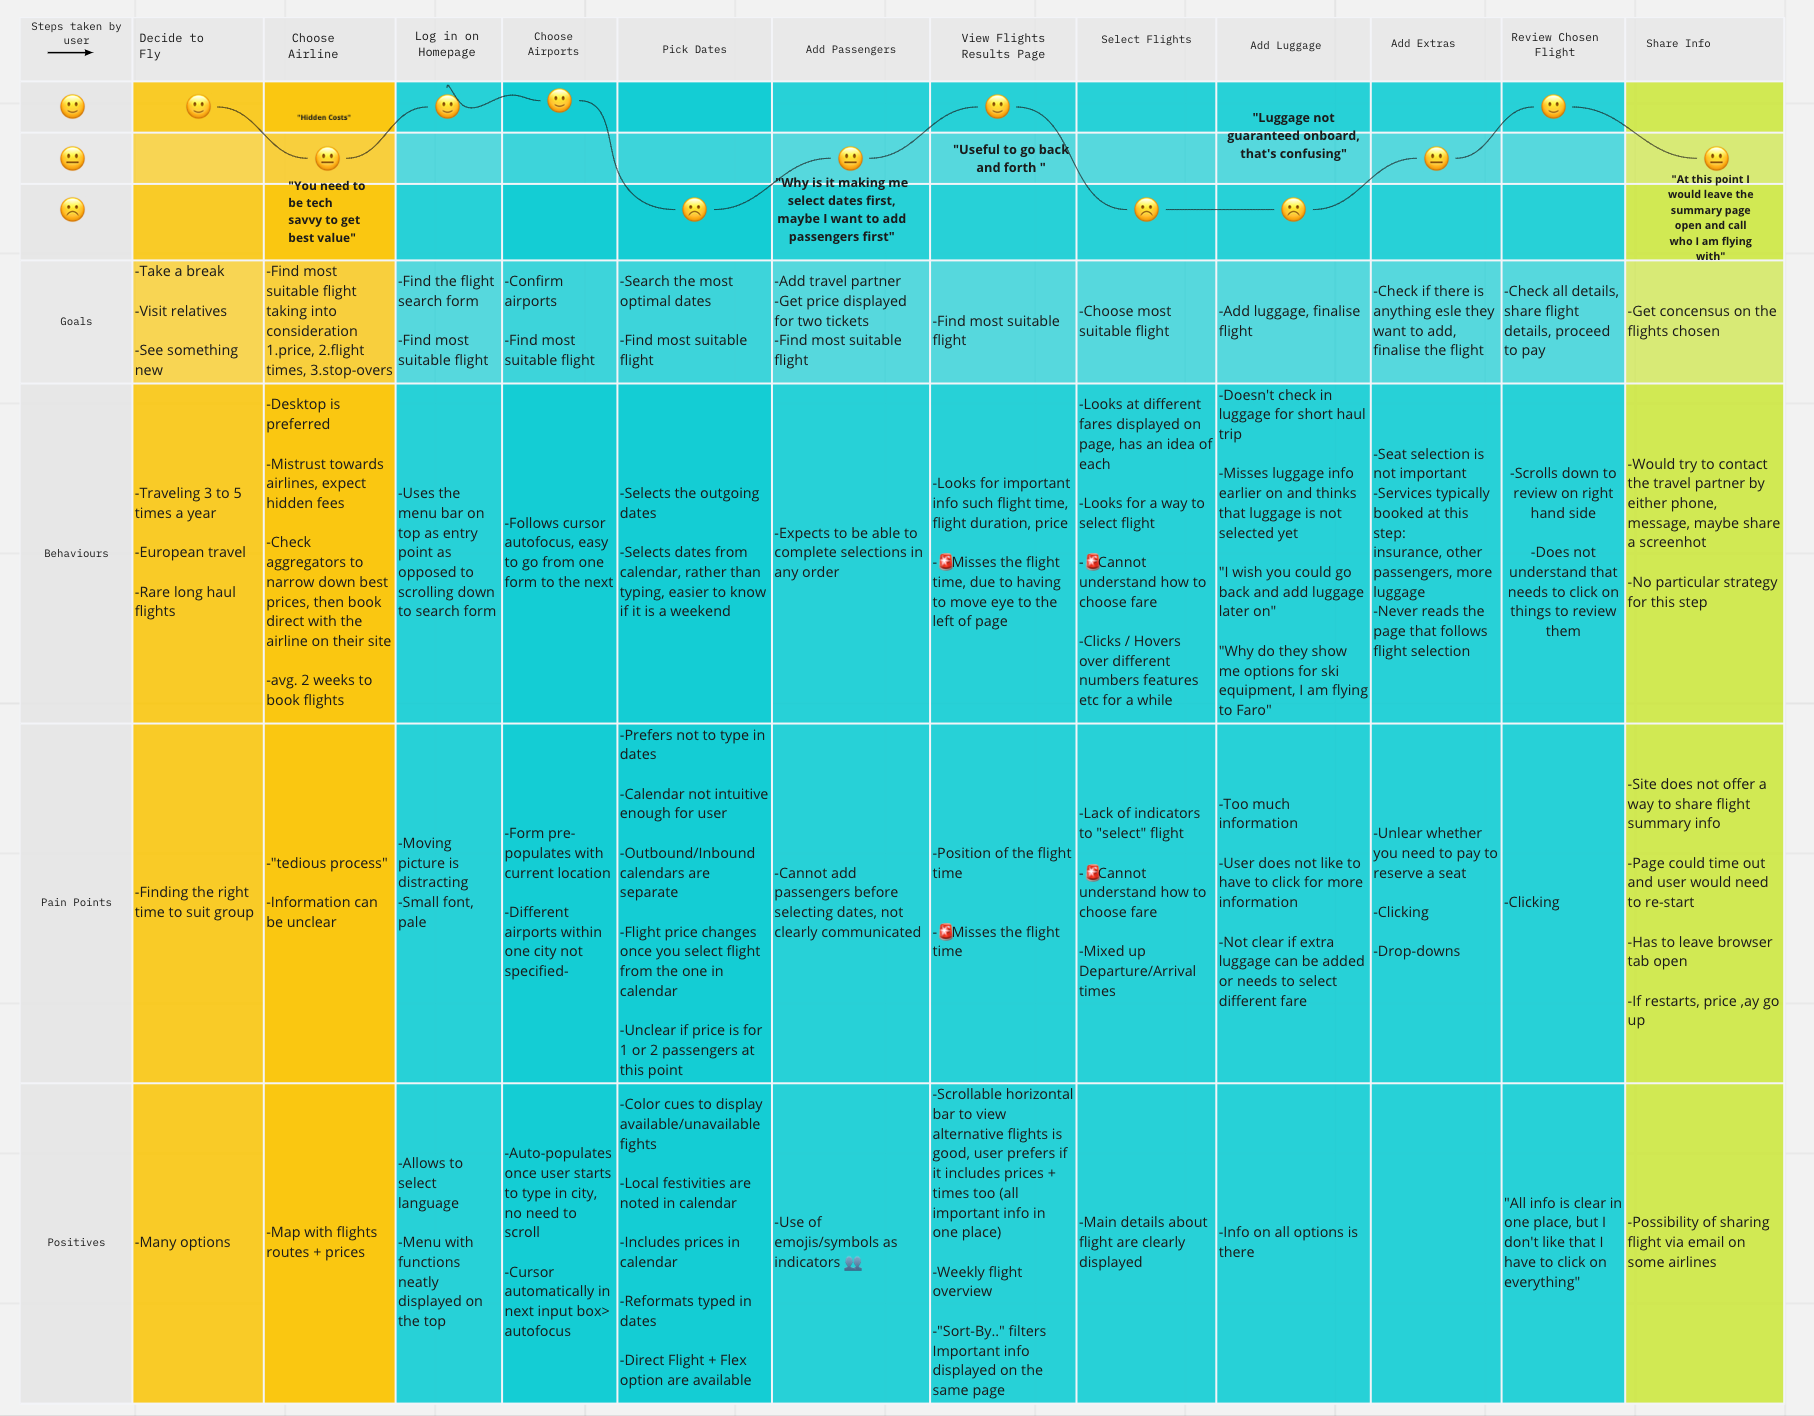 Steps taken by
user
Decide to
Fly
Choose
Airline
Log in on
Homepage
Choose
Airports
Pick Dates
Add Passengers
View Flights
Results Page
Select Flights
Add Luggage
Add Extras
Review Chosen
Flight
Share Info
"Hidden Costs"
"You need to
be tech
savvy to get
best value"
"Why is it making me
select dates first,
maybe I want to add
passengers first"
"Useful to go back
and forth "
"Luggage not
guaranteed onboard,
that's confusing"
"At this point I
would leave the
summary page
open and call
who I am flying
with"
Goals
-Take a break
-Visit relatives
-See something
new
-Find most
suitable flight
taking into
consideration
1.price, 2.flight
times, 3.stop-overs
-Find the flight
search form
-Find most
suitable flight
-Confirm
airports
-Find most
suitable flight
-Search the most
optimal dates
-Find most suitable
flight
-Add travel partner
-Get price displayed
for two tickets
-Find most suitable
flight
-Find most suitable
flight
-Choose most
suitable flight
-Add luggage, finalise
flight
-Check if there is
anything esle they
want to add,
finalise the flight
-Check all details,
share flight
details, proceed
to pay
-Get concensus on the
flights chosen
Behaviours
-Traveling 3 to 5
times a year
-European travel
-Rare long haul
flights
-Desktop is
preferred
-Mistrust towards
airlines, expect
hidden fees
-Check
aggregators to
narrow down best
prices, then book
direct with the
airline on their site
-avg. 2 weeks to
book flights
-Uses the
menu bar on
top as entry
point as
opposed to
scrolling down
to search form
-Follows cursor
autofocus, easy
to go from one
form to the next
-Selects the outgoing
dates
-Selects dates from
calendar, rather than
typing, easier to know
if it is a weekend
-Expects to be able to
complete selections in
any order
-Looks for important
info such flight time,
flight duration, price
-🚨Misses the flight
time, due to having
to move eye to the
left of page
-Looks at different
fares displayed on
page, has an idea of
each
-Looks for a way to
select flight
-🚨Cannot
understand how to
choose fare
-Clicks / Hovers
over different
numbers features
etc for a while
-Doesn't check in
luggage for short haul
trip
-Misses luggage info
earlier on and thinks
that luggage is not
selected yet
"I wish you could go
back and add luggage
later on"
"Why do they show
me options for ski
equipment, I am flying
to Faro"
-Seat selection is
not important
-Services typically
booked at this
step:
insurance, other
passengers, more
luggage
-Never reads the
page that follows
flight selection
-Scrolls down to
review on right
hand side
-Does not
understand that
needs to click on
things to review
them
-Would try to contact
the travel partner by
either phone,
message, maybe share
a screenhot
-No particular strategy
for this step
Pain Points
-Finding the right
time to suit group
-"tedious process"
-Information can
be unclear
-Moving
picture is
distracting
-Small font,
pale
-Form pre-
populates with
current location
-Different
airports within
one city not
specified-
-Prefers not to type in
dates
-Calendar not intuitive
enough for user
-Outbound/Inbound
calendars are
separate
-Flight price changes
once you select flight
from the one in
calendar
-Unclear if price is for
1 or 2 passengers at
this point
-Cannot add
passengers before
selecting dates, not
clearly communicated
-Position of the flight
time
-🚨Misses the flight
time
-Lack of indicators
to "select" flight
-🚨Cannot
understand how to
choose fare
-Mixed up
Departure/Arrival
times
-Too much
information
-User does not like to
have to click for more
information
-Not clear if extra
luggage can be added
or needs to select
different fare
-Unlear whether
you need to pay to
reserve a seat
-Clicking
-Drop-downs
-Clicking
-Site does not offer a
way to share flight
summary info
-Page could time out
and user would need
to re-start
-Has to leave browser
tab open
-If restarts, price ,ay go
up
Positives
-Many options
-Map with flights
routes + prices
-Allows to
select
language
-Menu with
functions
neatly
displayed on
the top
-Auto-populates
once user starts
to type in city,
no need to
scroll
-Cursor
automatically in
next input box>
autofocus
-Color cues to display
available/unavailable
fights
-Local festivities are
noted in calendar
-Includes prices in
calendar
-Reformats typed in
dates
-Direct Flight + Flex
option are available
-Use of
emojis/symbols as
indicators 👥
-Scrollable horizontal
bar to view
alternative flights is
good, user prefers if
it includes prices +
times too (all
important info in
one place)
-Weekly flight
overview
-"Sort-By.." filters
Important info
displayed on the
same page
-Main details about
flight are clearly
displayed
-Info on all options is
there
"All info is clear in
one place, but I
don't like that I
have to click on
everything"
-Possibility of sharing
flight via email on
some airlines